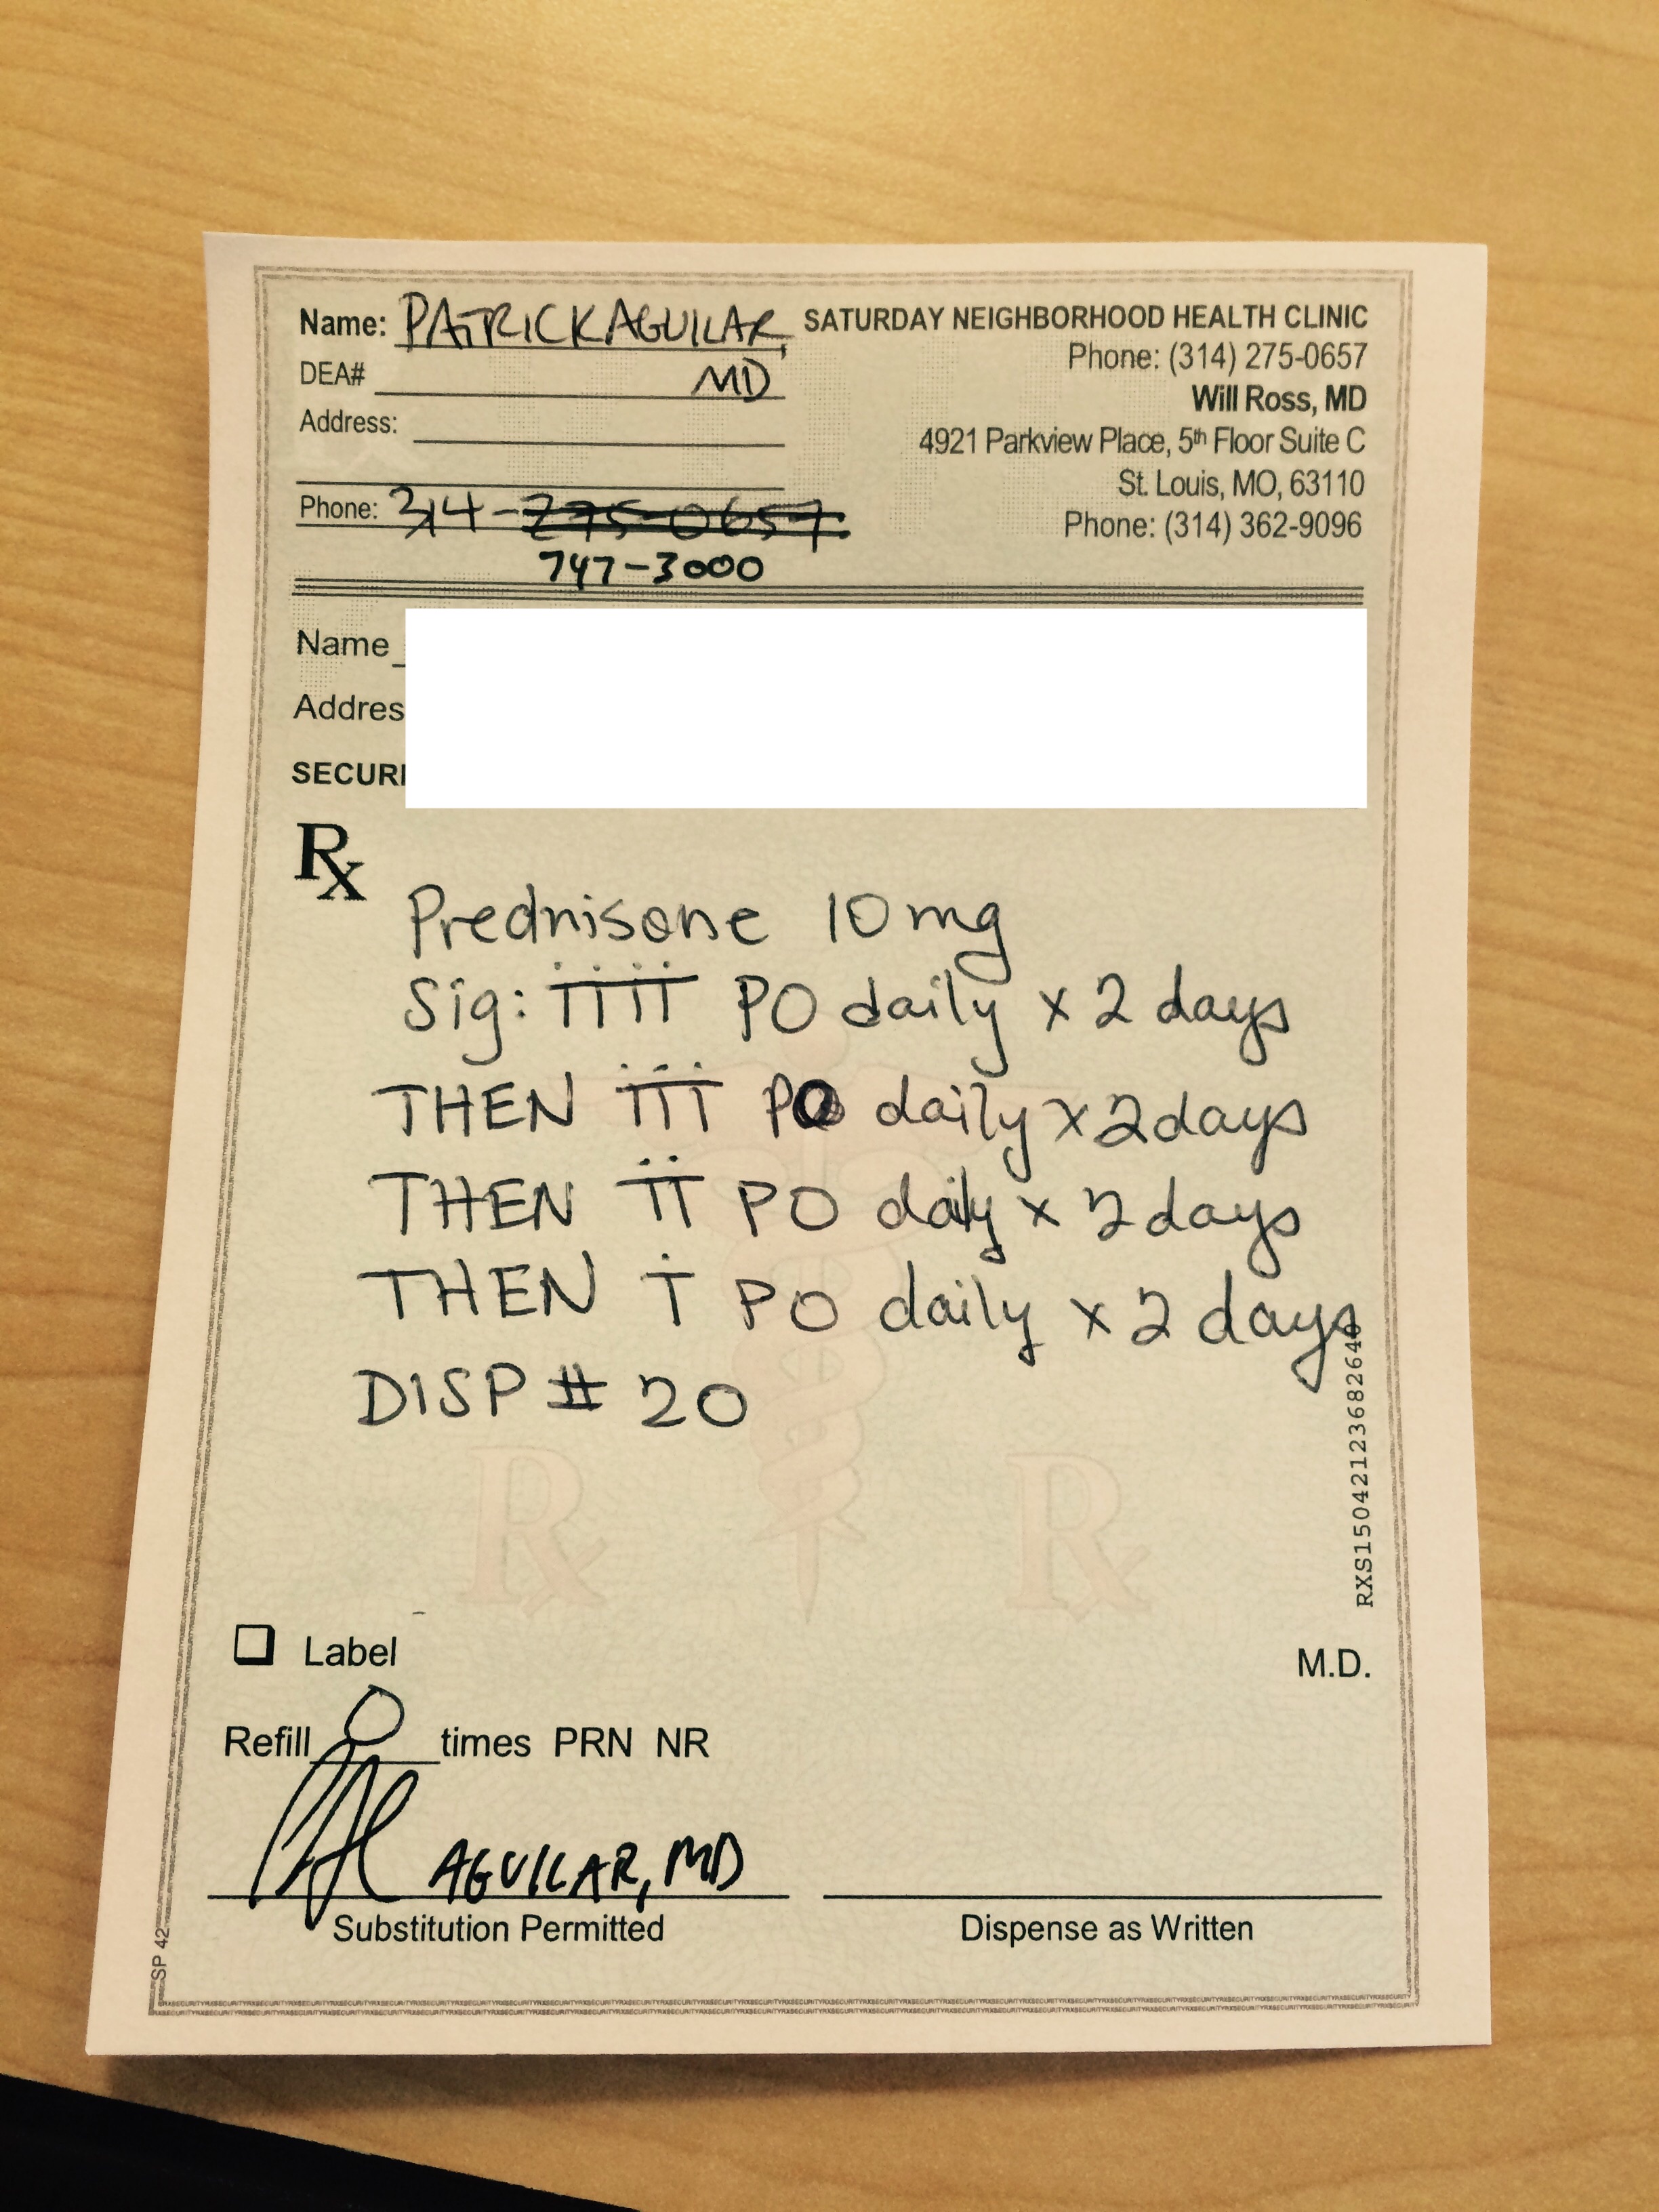 Name: PATRICK AGUILAR, MD
DEA#
Address:
Phone: 314-275-0657
747-3000
SATURDAY NEIGHBORHOOD HEALTH CLINIC
Phone: (314) 275-0657
Will Ross, MD
4921 Parkview Place, 5th Floor Suite C
St. Louis, MO, 63110
Phone: (314) 362-9096
Name
Addres
SECURI
Rx
Prednisone 10 mg
Sig: iiii PO daily x 2 days
THEN iii PO daily x 2 days
THEN ii PO daily x 2 days
THEN i PO daily x 2 days
DISP # 20
Rx Rx
RXS1504212368264
Label
M.D.
Refill 0 times PRN NR
AGUILAR, MD
Substitution Permitted
Dispense as Written
SP 42